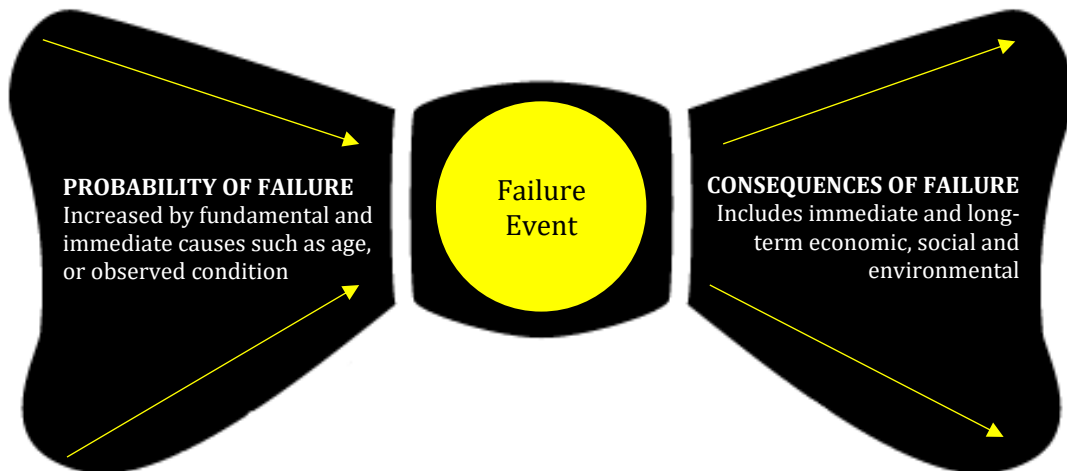 PROBABILITY OF FAILURE
Increased by fundamental and
immediate causes such as age,
or observed condition
Failure
Event
CONSEQUENCES OF FAILURE
Includes immediate and long-
term economic, social and
environmental